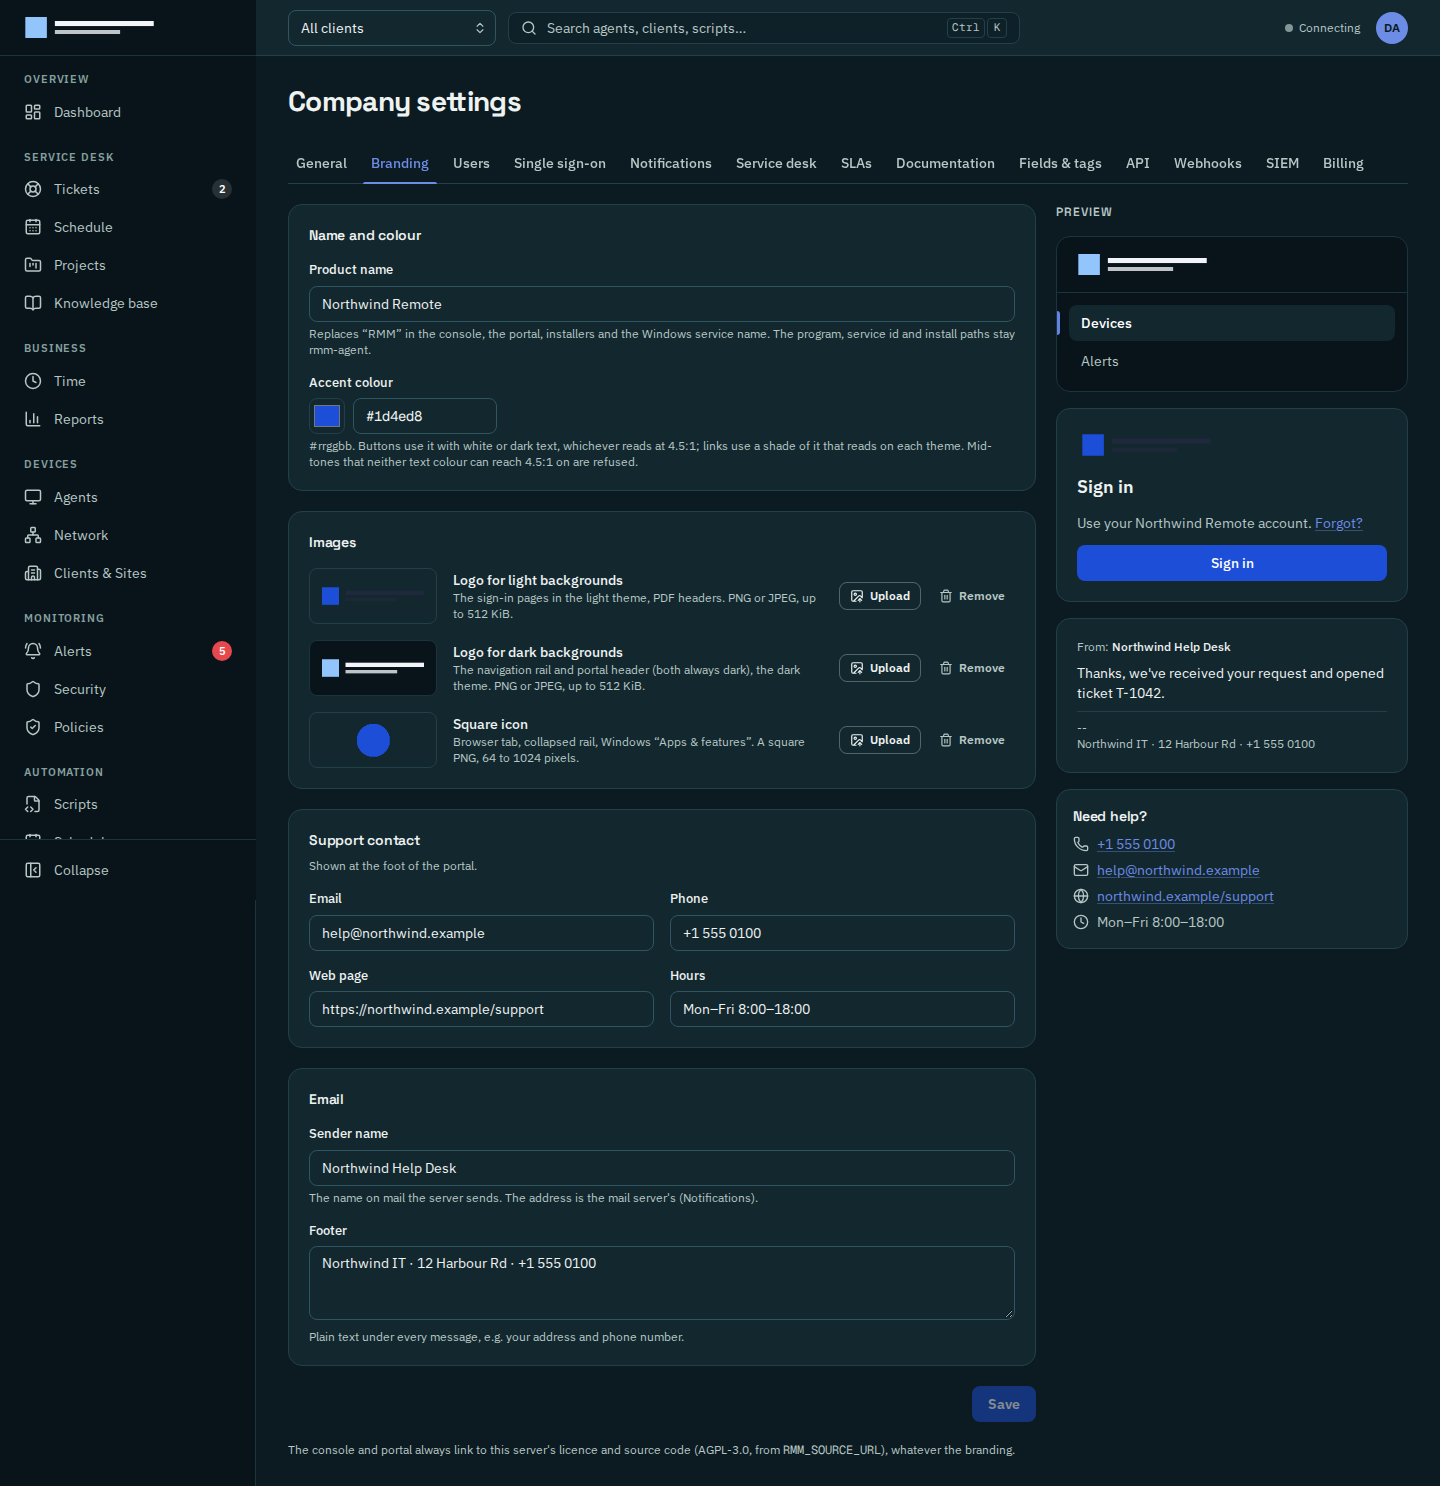 All clients
Search agents, clients, scripts...
Ctrl K
Connecting
DA
OVERVIEW
Dashboard
SERVICE DESK
Tickets 2
Schedule
Projects
Knowledge base
BUSINESS
Time
Reports
DEVICES
Agents
Network
Clients & Sites
MONITORING
Alerts 5
Security
Policies
AUTOMATION
Scripts
Collapse
Company settings
General Branding Users Single sign-on Notifications Service desk SLAs Documentation Fields & tags API Webhooks SIEM Billing
Name and colour
Product name
Northwind Remote
Replaces “RMM” in the console, the portal, installers and the Windows service name. The program, service id and install paths stay
rmm-agent.
Accent colour
#1d4ed8
#rrggbb. Buttons use it with white or dark text, whichever reads at 4.5:1; links use a shade of it that reads on each theme. Mid-
tones that neither text colour can reach 4.5:1 on are refused.
Images
Logo for light backgrounds
The sign-in pages in the light theme, PDF headers. PNG or JPEG, up
to 512 KiB.
Upload Remove
Logo for dark backgrounds
The navigation rail and portal header (both always dark), the dark
theme. PNG or JPEG, up to 512 KiB.
Upload Remove
Square icon
Browser tab, collapsed rail, Windows “Apps & features”. A square
PNG, 64 to 1024 pixels.
Upload Remove
Support contact
Shown at the foot of the portal.
Email
help@northwind.example
Phone
+1 555 0100
Web page
https://northwind.example/support
Hours
Mon–Fri 8:00–18:00
Email
Sender name
Northwind Help Desk
The name on mail the server sends. The address is the mail server's (Notifications).
Footer
Northwind IT · 12 Harbour Rd · +1 555 0100
Plain text under every message, e.g. your address and phone number.
Save
The console and portal always link to this server's licence and source code (AGPL-3.0, from RMM_SOURCE_URL), whatever the branding.
PREVIEW
Devices
Alerts
Sign in
Use your Northwind Remote account. Forgot?
Sign in
From: Northwind Help Desk
Thanks, we've received your request and opened
ticket T-1042.
--
Northwind IT · 12 Harbour Rd · +1 555 0100
Need help?
+1 555 0100
help@northwind.example
northwind.example/support
Mon–Fri 8:00–18:00